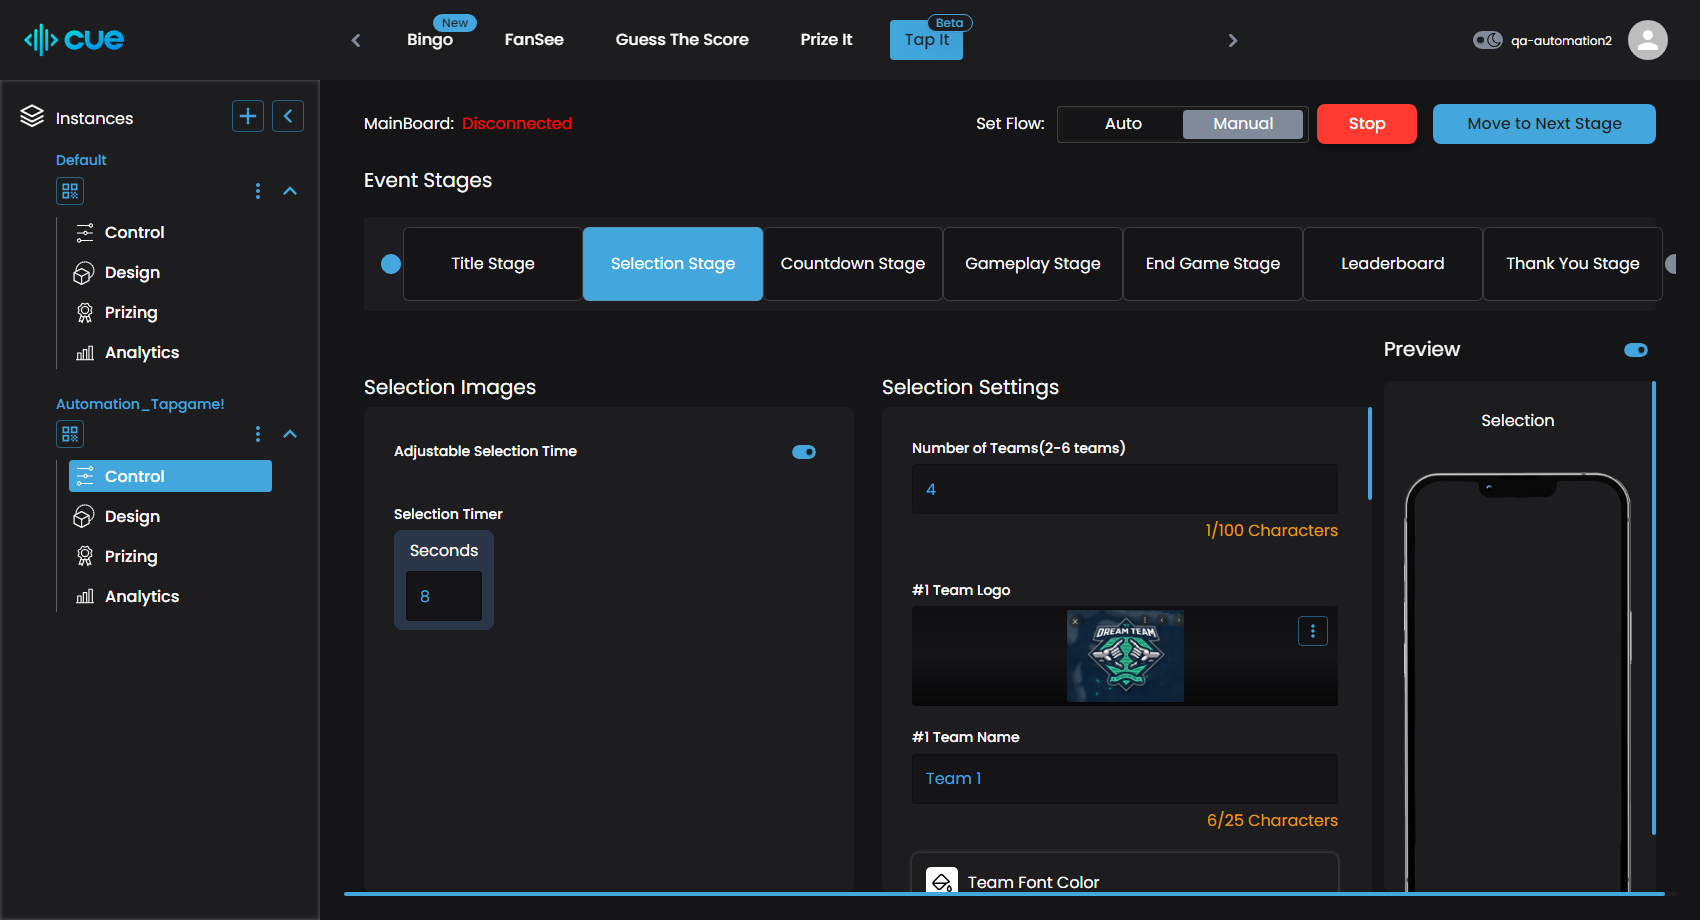 cue
New
Bingo
FanSee
Guess The Score
Prize It
Beta
Tap It
qa-automation2
Instances
Default
Control
Design
Prizing
Analytics
Automation_Tapgame!
Control
Design
Prizing
Analytics
MainBoard: Disconnected
Set Flow:
Auto
Manual
Stop
Move to Next Stage
Event Stages
Title Stage
Selection Stage
Countdown Stage
Gameplay Stage
End Game Stage
Leaderboard
Thank You Stage
Selection Images
Adjustable Selection Time
Selection Timer
Seconds
8
Selection Settings
Number of Teams(2-6 teams)
4
1/100 Characters
#1 Team Logo
DREAM TEAM
#1 Team Name
Team 1
6/25 Characters
Team Font Color
Preview
Selection